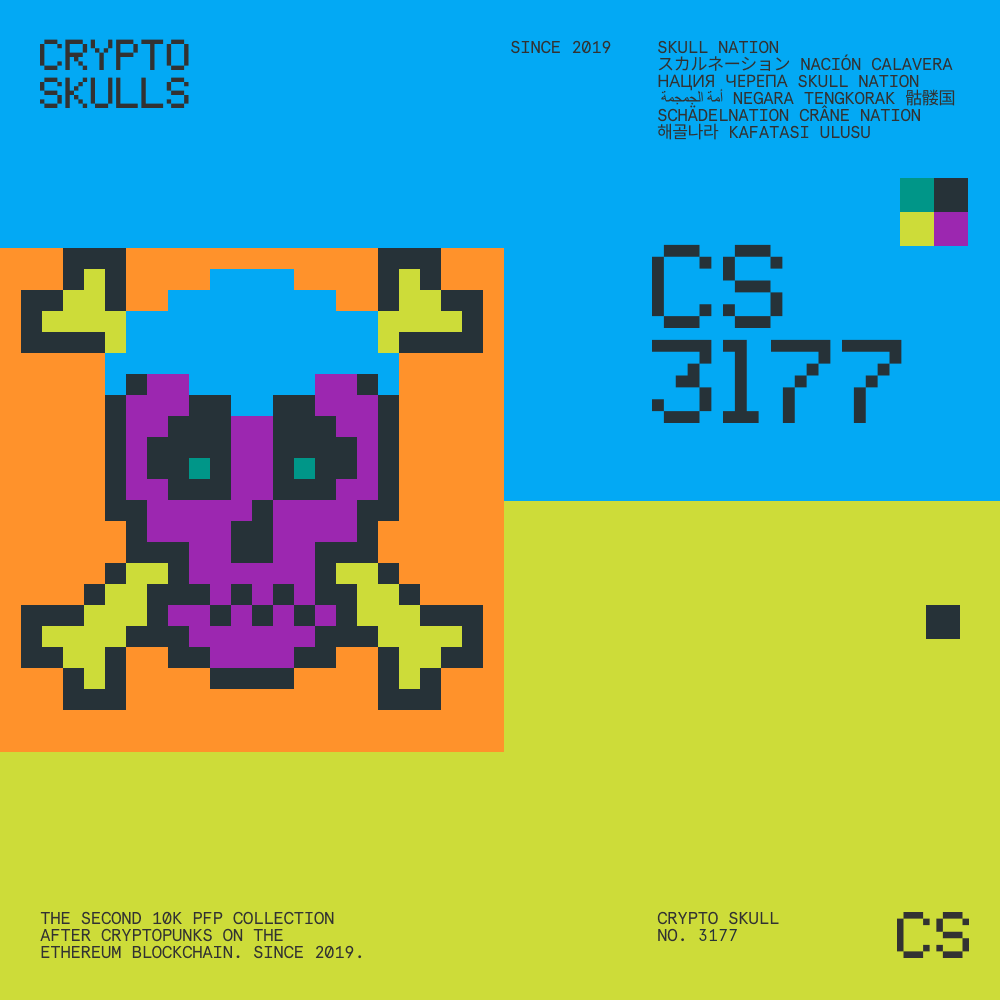 CRYPTO
SKULLS
SINCE 2019
SKULL NATION
スカルネーション NACIÓN CALAVERA
НАЦИЯ ЧЕРЕПА SKULL NATION
أمة الجمجمة NEGARA TENGKORAK 骷髅国
SCHÄDELNATION CRÂNE NATION
해골나라 KAFATASI ULUSU
CS
3177
THE SECOND 10K PFP COLLECTION
AFTER CRYPTOPUNKS ON THE
ETHEREUM BLOCKCHAIN. SINCE 2019.
CRYPTO SKULL
NO. 3177
CS